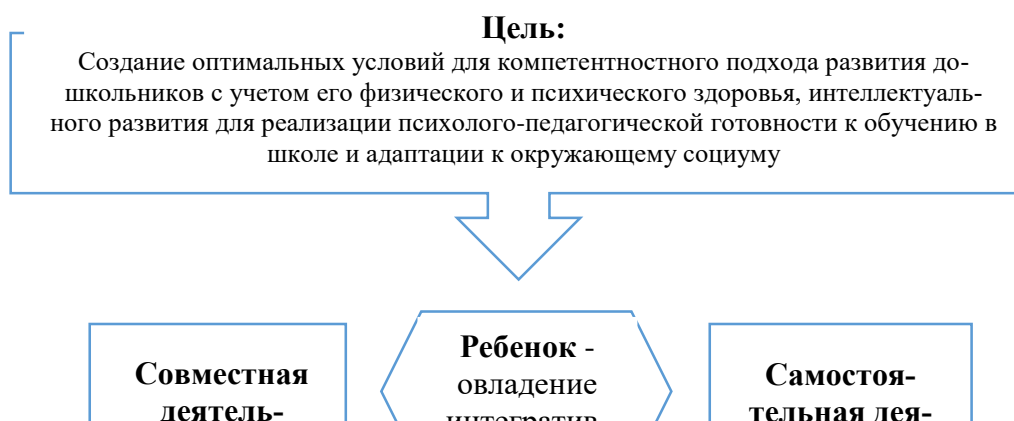 Цель:
Создание оптимальных условий для компетентностного подхода развития до-
школьников с учетом его физического и психического здоровья, интеллектуаль-
ного развития для реализации психолого-педагогической готовности к обучению в
школе и адаптации к окружающему социуму
Совместная
деятель-
Ребенок -
овладение
интегратив-
Самостоя-
тельная дея-